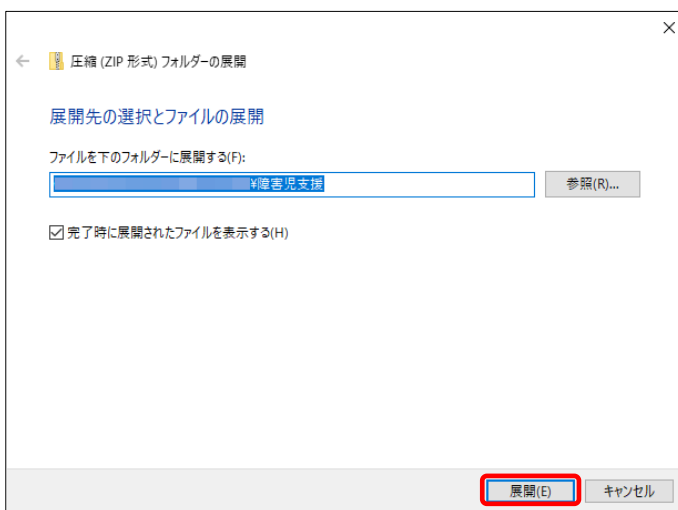 圧縮 (ZIP 形式) フォルダーの展開
展開先の選択とファイルの展開
ファイルを下のフォルダーに展開する(F):
¥障害児支援
参照(R)...
完了時に展開されたファイルを表示する(H)
展開(E)
キャンセル